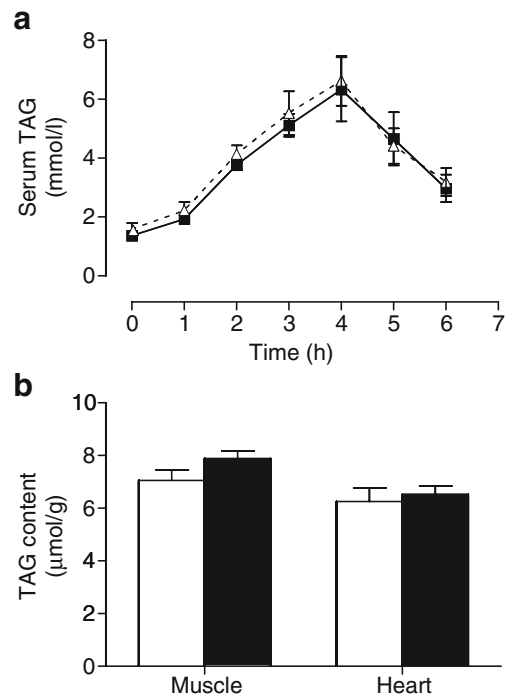 a
8
6
4
2
0
Serum TAG
(mmol/l)
0 1 2 3 4 5 6 7
Time (h)
b
10
8
6
4
2
0
TAG content
(μmol/g)
Muscle Heart